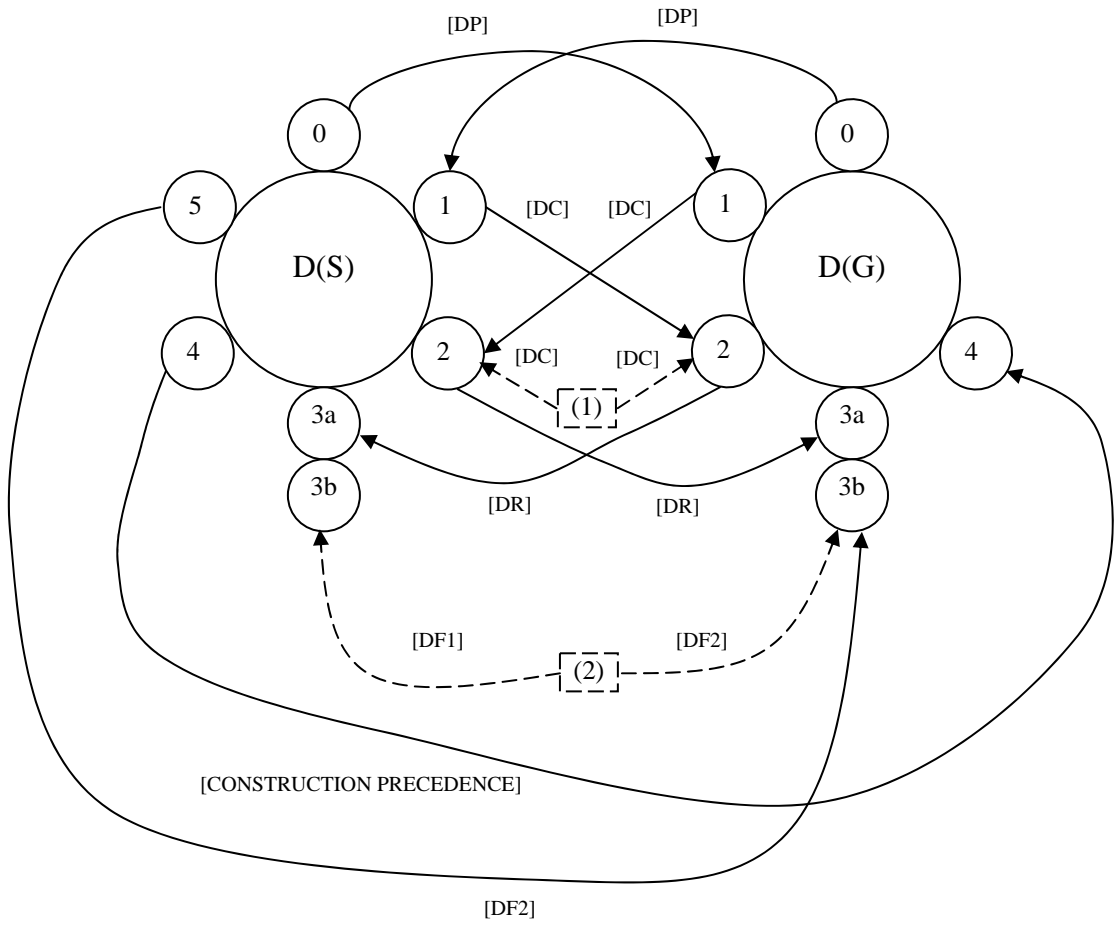 [DP]
[DP]
0
0
5
1
[DC]
[DC]
1
D(S)
D(G)
4
2
[DC]
[DC]
2
4
(1)
3a
3a
3b
3b
[DR]
[DR]
[DF1]
[DF2]
(2)
[CONSTRUCTION PRECEDENCE]
[DF2]